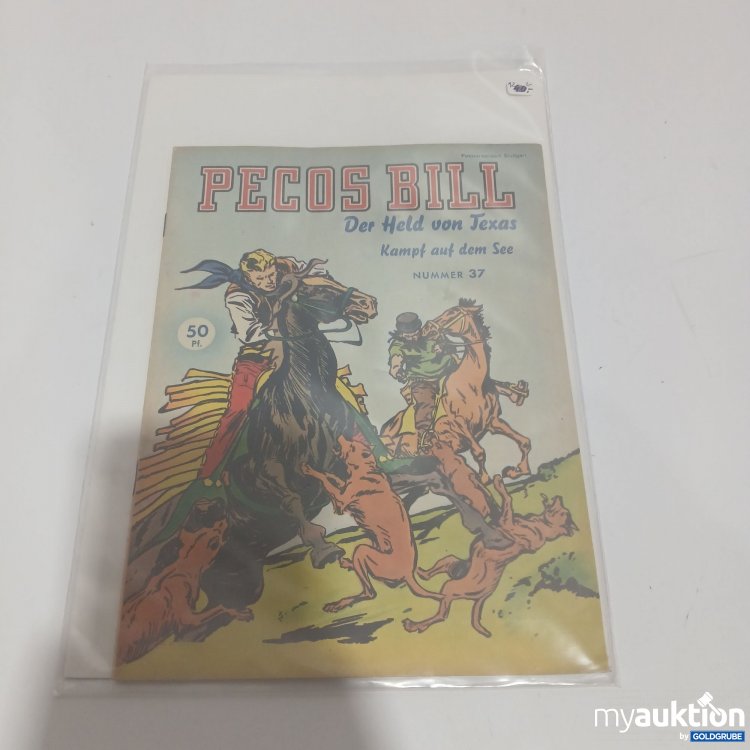 PECOS BILL
Der Held von Texas
Kampf auf dem See
NUMMER 37
50
Pf.
myauktion
by GOLDGRUBE